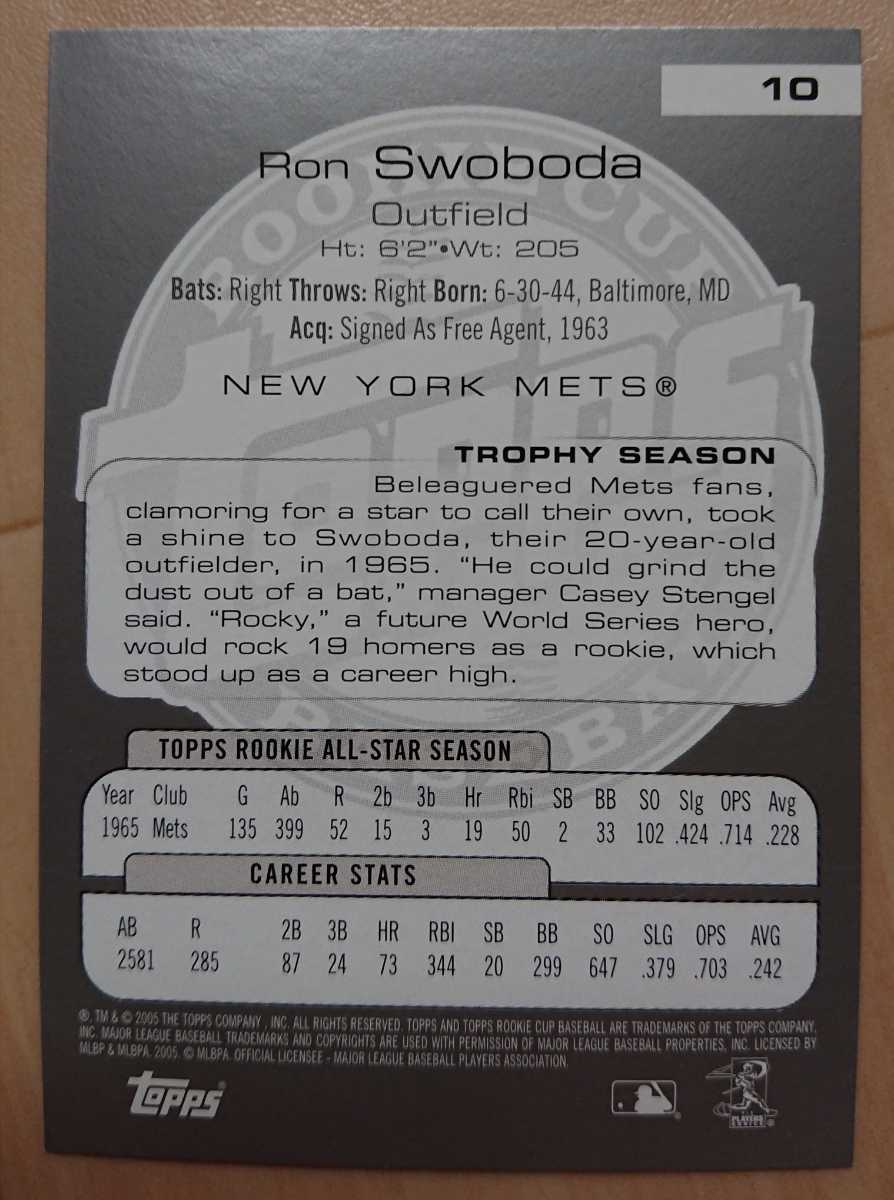 10
ROOKIE CUP
Ron Swoboda
Outfield
Ht: 6'2"•Wt: 205
Bats: Right Throws: Right Born: 6-30-44, Baltimore, MD
Acq: Signed As Free Agent, 1963
NEW YORK METS®
TROPHY SEASON
Beleaguered Mets fans,
clamoring for a star to call their own, took
a shine to Swoboda, their 20-year-old
outfielder, in 1965. “He could grind the
dust out of a bat,” manager Casey Stengel
said. “Rocky,” a future World Series hero,
would rock 19 homers as a rookie, which
stood up as a career high.
TOPPS ROOKIE ALL-STAR SEASON
Year Club G Ab R 2b 3b Hr Rbi SB BB SO Slg OPS Avg
1965 Mets 135 399 52 15 3 19 50 2 33 102 .424 .714 .228
CAREER STATS
AB R 2B 3B HR RBI SB BB SO SLG OPS AVG
2581 285 87 24 73 344 20 299 647 .379 .703 .242
®, TM & © 2005 THE TOPPS COMPANY, INC. ALL RIGHTS RESERVED. TOPPS AND TOPPS ROOKIE CUP BASEBALL ARE TRADEMARKS OF THE TOPPS COMPANY,
INC. MAJOR LEAGUE BASEBALL TRADEMARKS AND COPYRIGHTS ARE USED WITH PERMISSION OF MAJOR LEAGUE BASEBALL PROPERTIES, INC. LICENSED BY
MLBP & MLBPA. 2005. © MLBPA. OFFICIAL LICENSEE - MAJOR LEAGUE BASEBALL PLAYERS ASSOCIATION.
TOPPS®
PLAYERS
CHOICE®